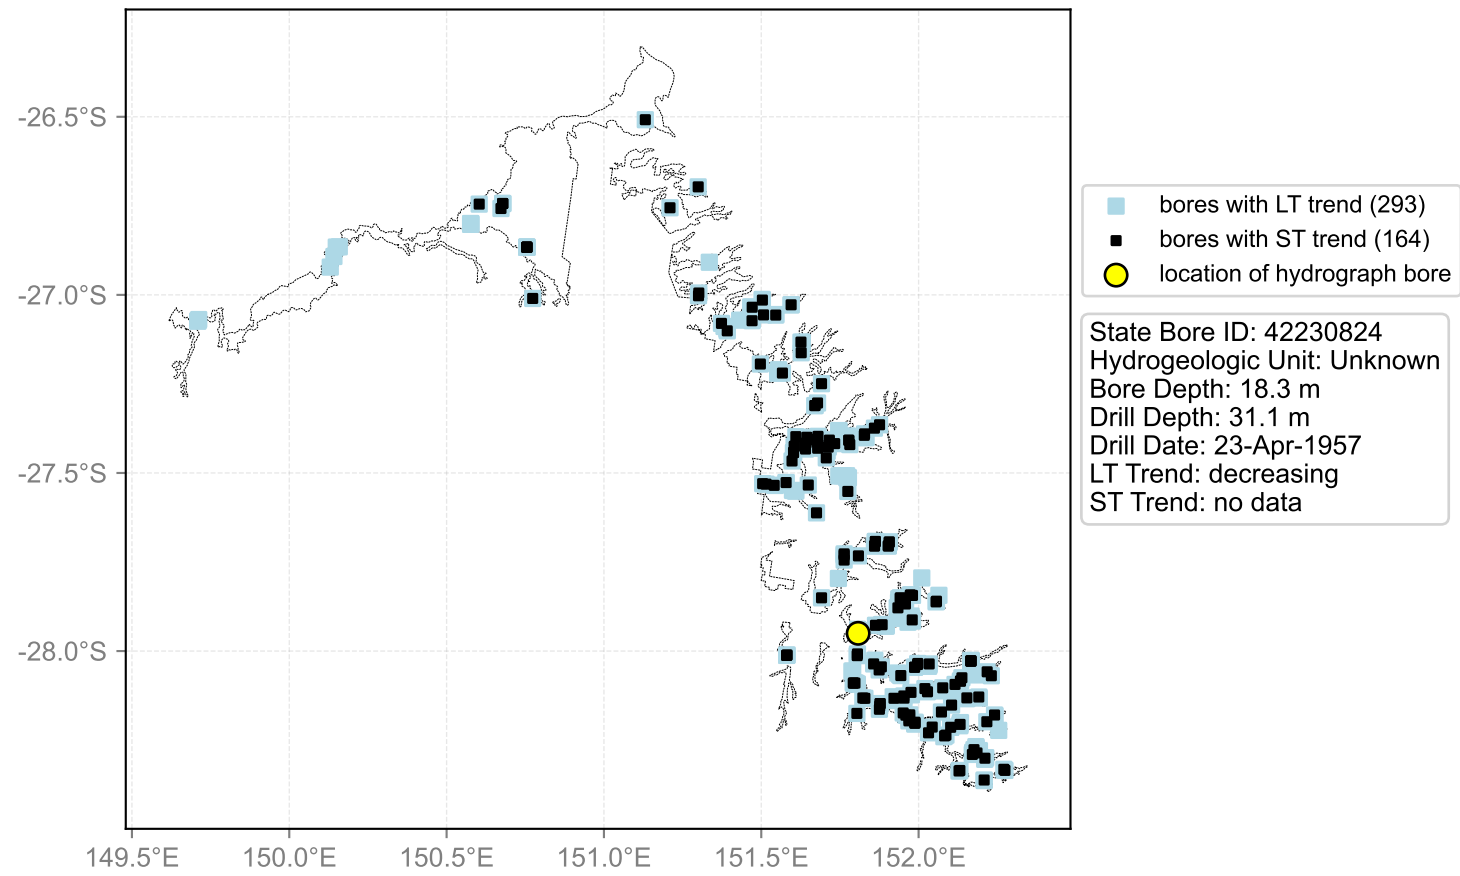 -26.5°S
-27.0°S
-27.5°S
-28.0°S
149.5°E
150.0°E
150.5°E
151.0°E
151.5°E
152.0°E
bores with LT trend (293)
bores with ST trend (164)
location of hydrograph bore
State Bore ID: 42230824
Hydrogeologic Unit: Unknown
Bore Depth: 18.3 m
Drill Depth: 31.1 m
Drill Date: 23-Apr-1957
LT Trend: decreasing
ST Trend: no data